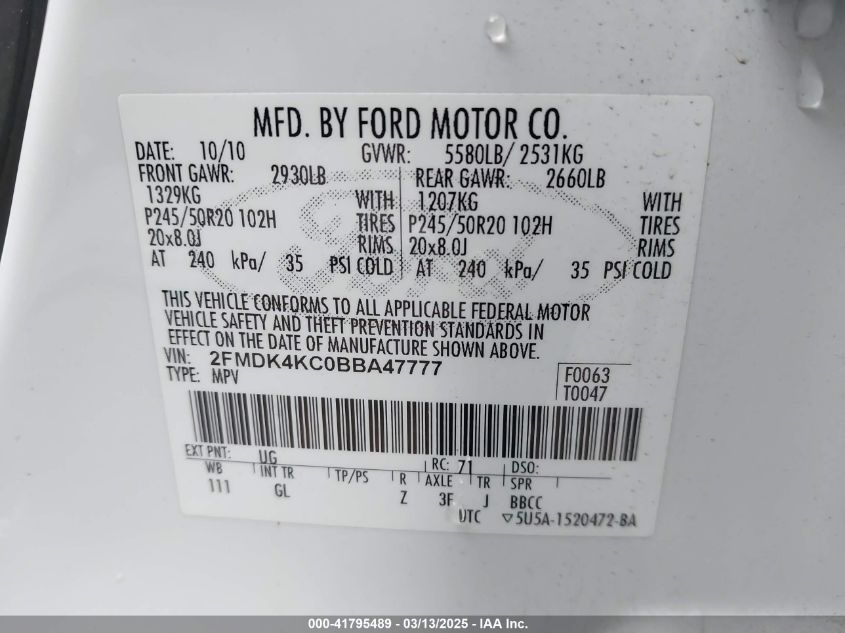 MFD. BY FORD MOTOR CO.
DATE: 10/10 GVWR: 5580LB/ 2531KG
FRONT GAWR: 2930LB REAR GAWR: 2660LB
1329KG WITH 1207KG WITH
P245/50R20 102H TIRES P245/50R20 102H TIRES
20x8.0J RIMS 20x8.0J RIMS
AT 240 kPa/ 35 PSI COLD AT 240 kPa/ 35 PSI COLD
THIS VEHICLE CONFORMS TO ALL APPLICABLE FEDERAL MOTOR
VEHICLE SAFETY AND THEFT PREVENTION STANDARDS IN
EFFECT ON THE DATE OF MANUFACTURE SHOWN ABOVE.
VIN: 2FMDK4KC0BBA47777
TYPE: MPV
F0063
T0047
EXT PNT: UG RC: 71 DSO:
WB INT TR TP/PS R AXLE TR SPR
111 GL Z 3F J BBCC
UTC ▽5U5A-1520472-BA
000-41795489 - 03/13/2025 - IAA Inc.